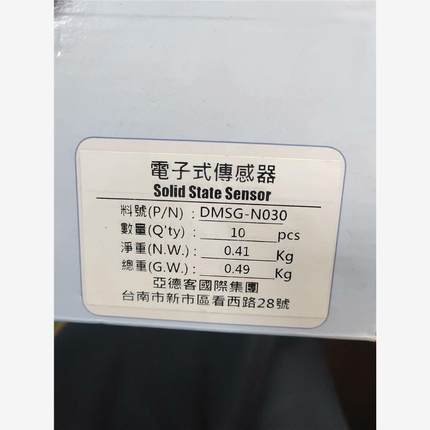 電子式傳感器
Solid State Sensor
料號(P/N) : DMSG-N030
數量(Q'ty) : 10 pcs
淨重(N.W.) : 0.41 Kg
總重(G.W.) : 0.49 Kg
亞德客國際集團
台南市新市區看西路28號